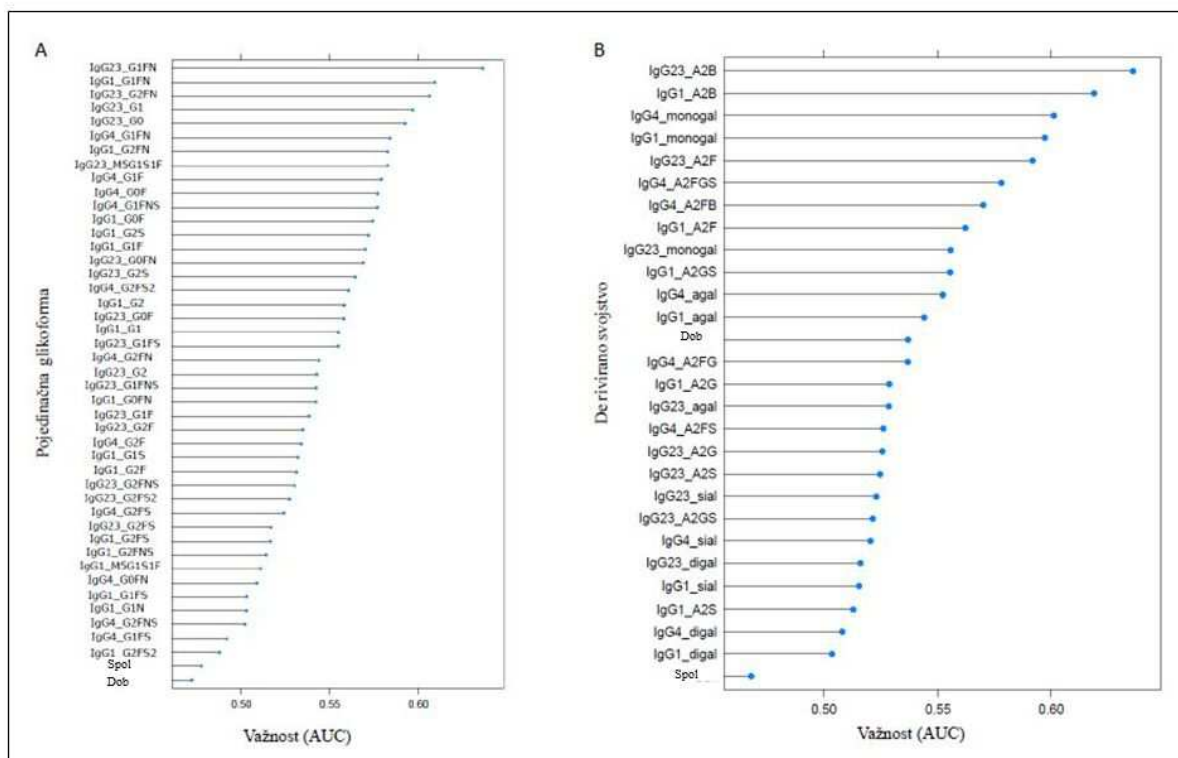 A
IgG23_G1FN
IgG1_G1FN
IgG23_G2FN
IgG23_G1
IgG23_G0
IgG4_G1FN
IgG1_G2FN
IgG23_M5G1S1F
IgG4_G1F
IgG4_G0F
IgG4_G1FNS
IgG1_G0F
IgG1_G2S
IgG1_G1F
IgG23_G0FN
IgG23_G2S
IgG4_G2FS2
IgG1_G2
IgG23_G0F
IgG1_G1
IgG23_G1FS
IgG4_G2FN
IgG23_G2
IgG23_G1FNS
IgG1_G0FN
IgG23_G1F
IgG23_G2F
IgG4_G2F
IgG1_G1S
IgG1_G2F
IgG23_G2FNS
IgG23_G2FS2
IgG4_G2FS
IgG23_G2FS
IgG1_G2FS
IgG1_G2FNS
IgG1_M5G1S1F
IgG4_G0FN
IgG1_G1FS
IgG1_G1N
IgG4_G2FNS
IgG4_G1FS
IgG1_G2FS2
Spol
Dob
Pojedinačna glikoforma
0.50 0.55 0.60
Važnost (AUC)
B
IgG23_A2B
IgG1_A2B
IgG4_monogal
IgG1_monogal
IgG23_A2F
IgG4_A2FGS
IgG4_A2FB
IgG1_A2F
IgG23_monogal
IgG1_A2GS
IgG4_agal
IgG1_agal
Dob
IgG4_A2FG
IgG1_A2G
IgG23_agal
IgG4_A2FS
IgG23_A2G
IgG23_A2S
IgG23_sial
IgG23_A2GS
IgG4_sial
IgG23_digal
IgG1_sial
IgG1_A2S
IgG4_digal
IgG1_digal
Spol
Derivirano svojstvo
0.50 0.55 0.60
Važnost (AUC)